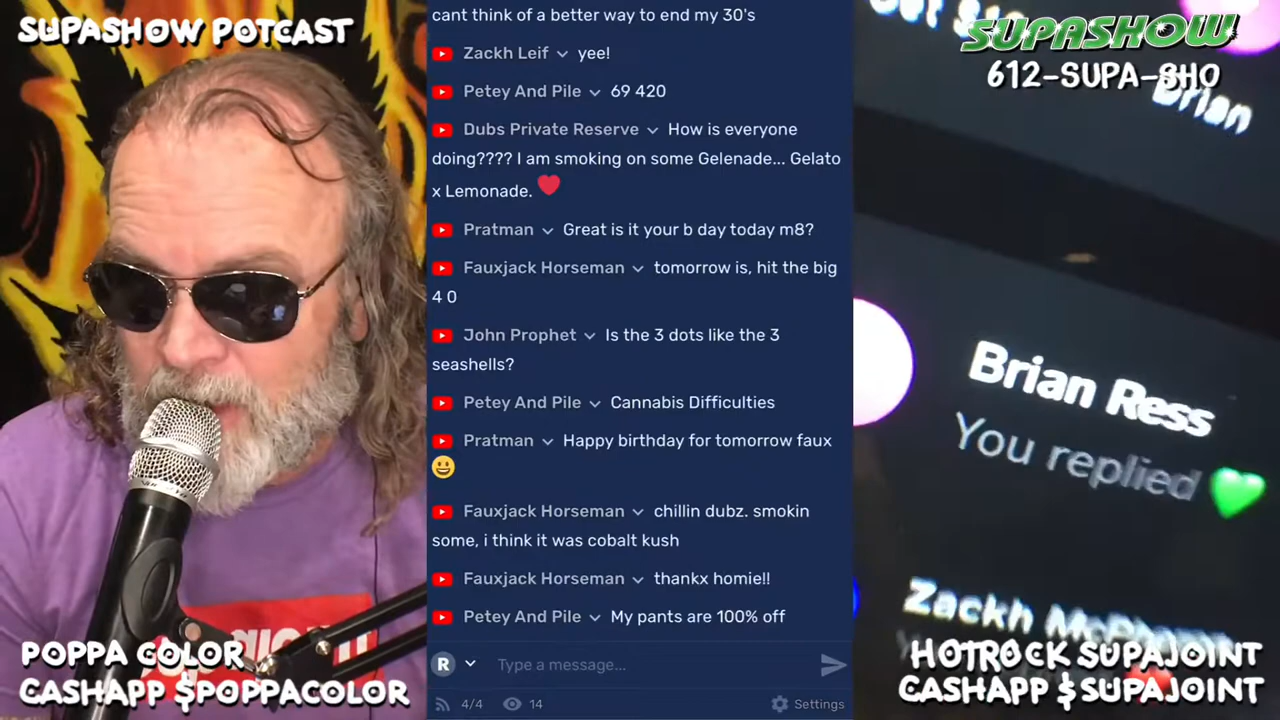 SUPASHOW POTCAST
POPPA COLOR
CASHAPP $POPPACOLOR
cant think of a better way to end my 30's
Zackh Leif yee!
Petey And Pile 69 420
Dubs Private Reserve How is everyone
doing???? I am smoking on some Gelenade... Gelato
x Lemonade. ❤️
Pratman Great is it your b day today m8?
Fauxjack Horseman tomorrow is, hit the big
4 0
John Prophet Is the 3 dots like the 3
seashells?
Petey And Pile Cannabis Difficulties
Pratman Happy birthday for tomorrow faux
😀
Fauxjack Horseman chillin dubz. smokin
some, i think it was cobalt kush
Fauxjack Horseman thankx homie!!
Petey And Pile My pants are 100% off
R Type a message...
4/4 14 Settings
SUPASHOW
612-SUPA-SHO
Brian
Brian Ress
You replied 💚
Zackh
HOTROCK SUPAJOINT
CASHAPP $SUPAJOINT